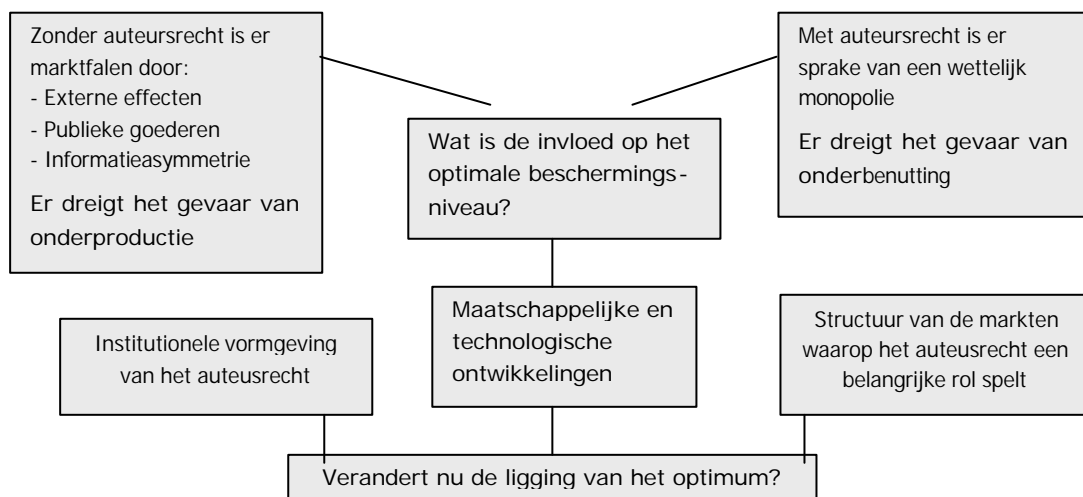 Zonder auteursrecht is er
marktfalen door:
- Externe effecten
- Publieke goederen
- Informatieasymmetrie
Er dreigt het gevaar van
onderproductie
Met auteursrecht is er
sprake van een wettelijk
monopolie
Er dreigt het gevaar van
onderbenutting
Wat is de invloed op het
optimale beschermings-
niveau?
Institutionele vormgeving
van het auteusrecht
Maatschappelijke en
technologische
ontwikkelingen
Structuur van de markten
waarop het auteusrecht een
belangrijke rol spelt
Verandert nu de ligging van het optimum?